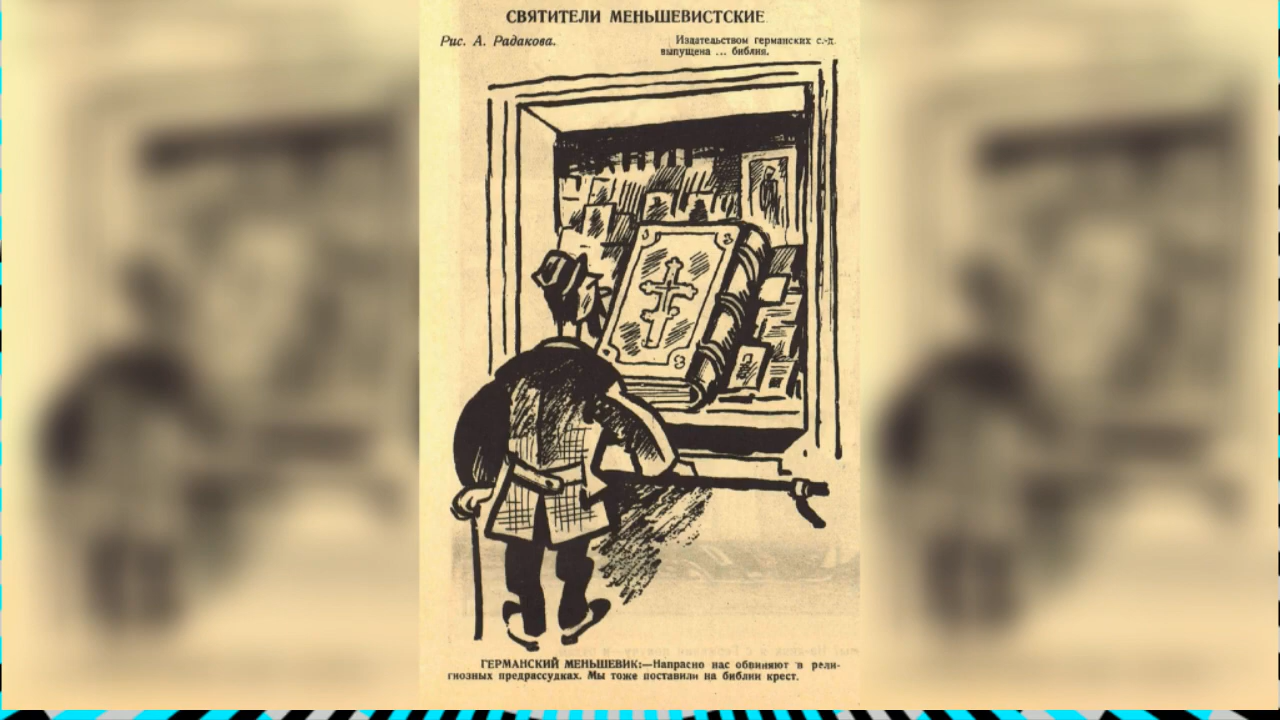 СВЯТИТЕЛИ МЕНЬШЕВИСТСКИЕ
Рис. А. Радакова.
Издательством германских с.-д.
выпущена ... библия.
ГЕРМАНСКИЙ МЕНЬШЕВИК:—Напрасно нас обвиняют в рели-
гиозных предрассудках. Мы тоже поставили на библии крест.